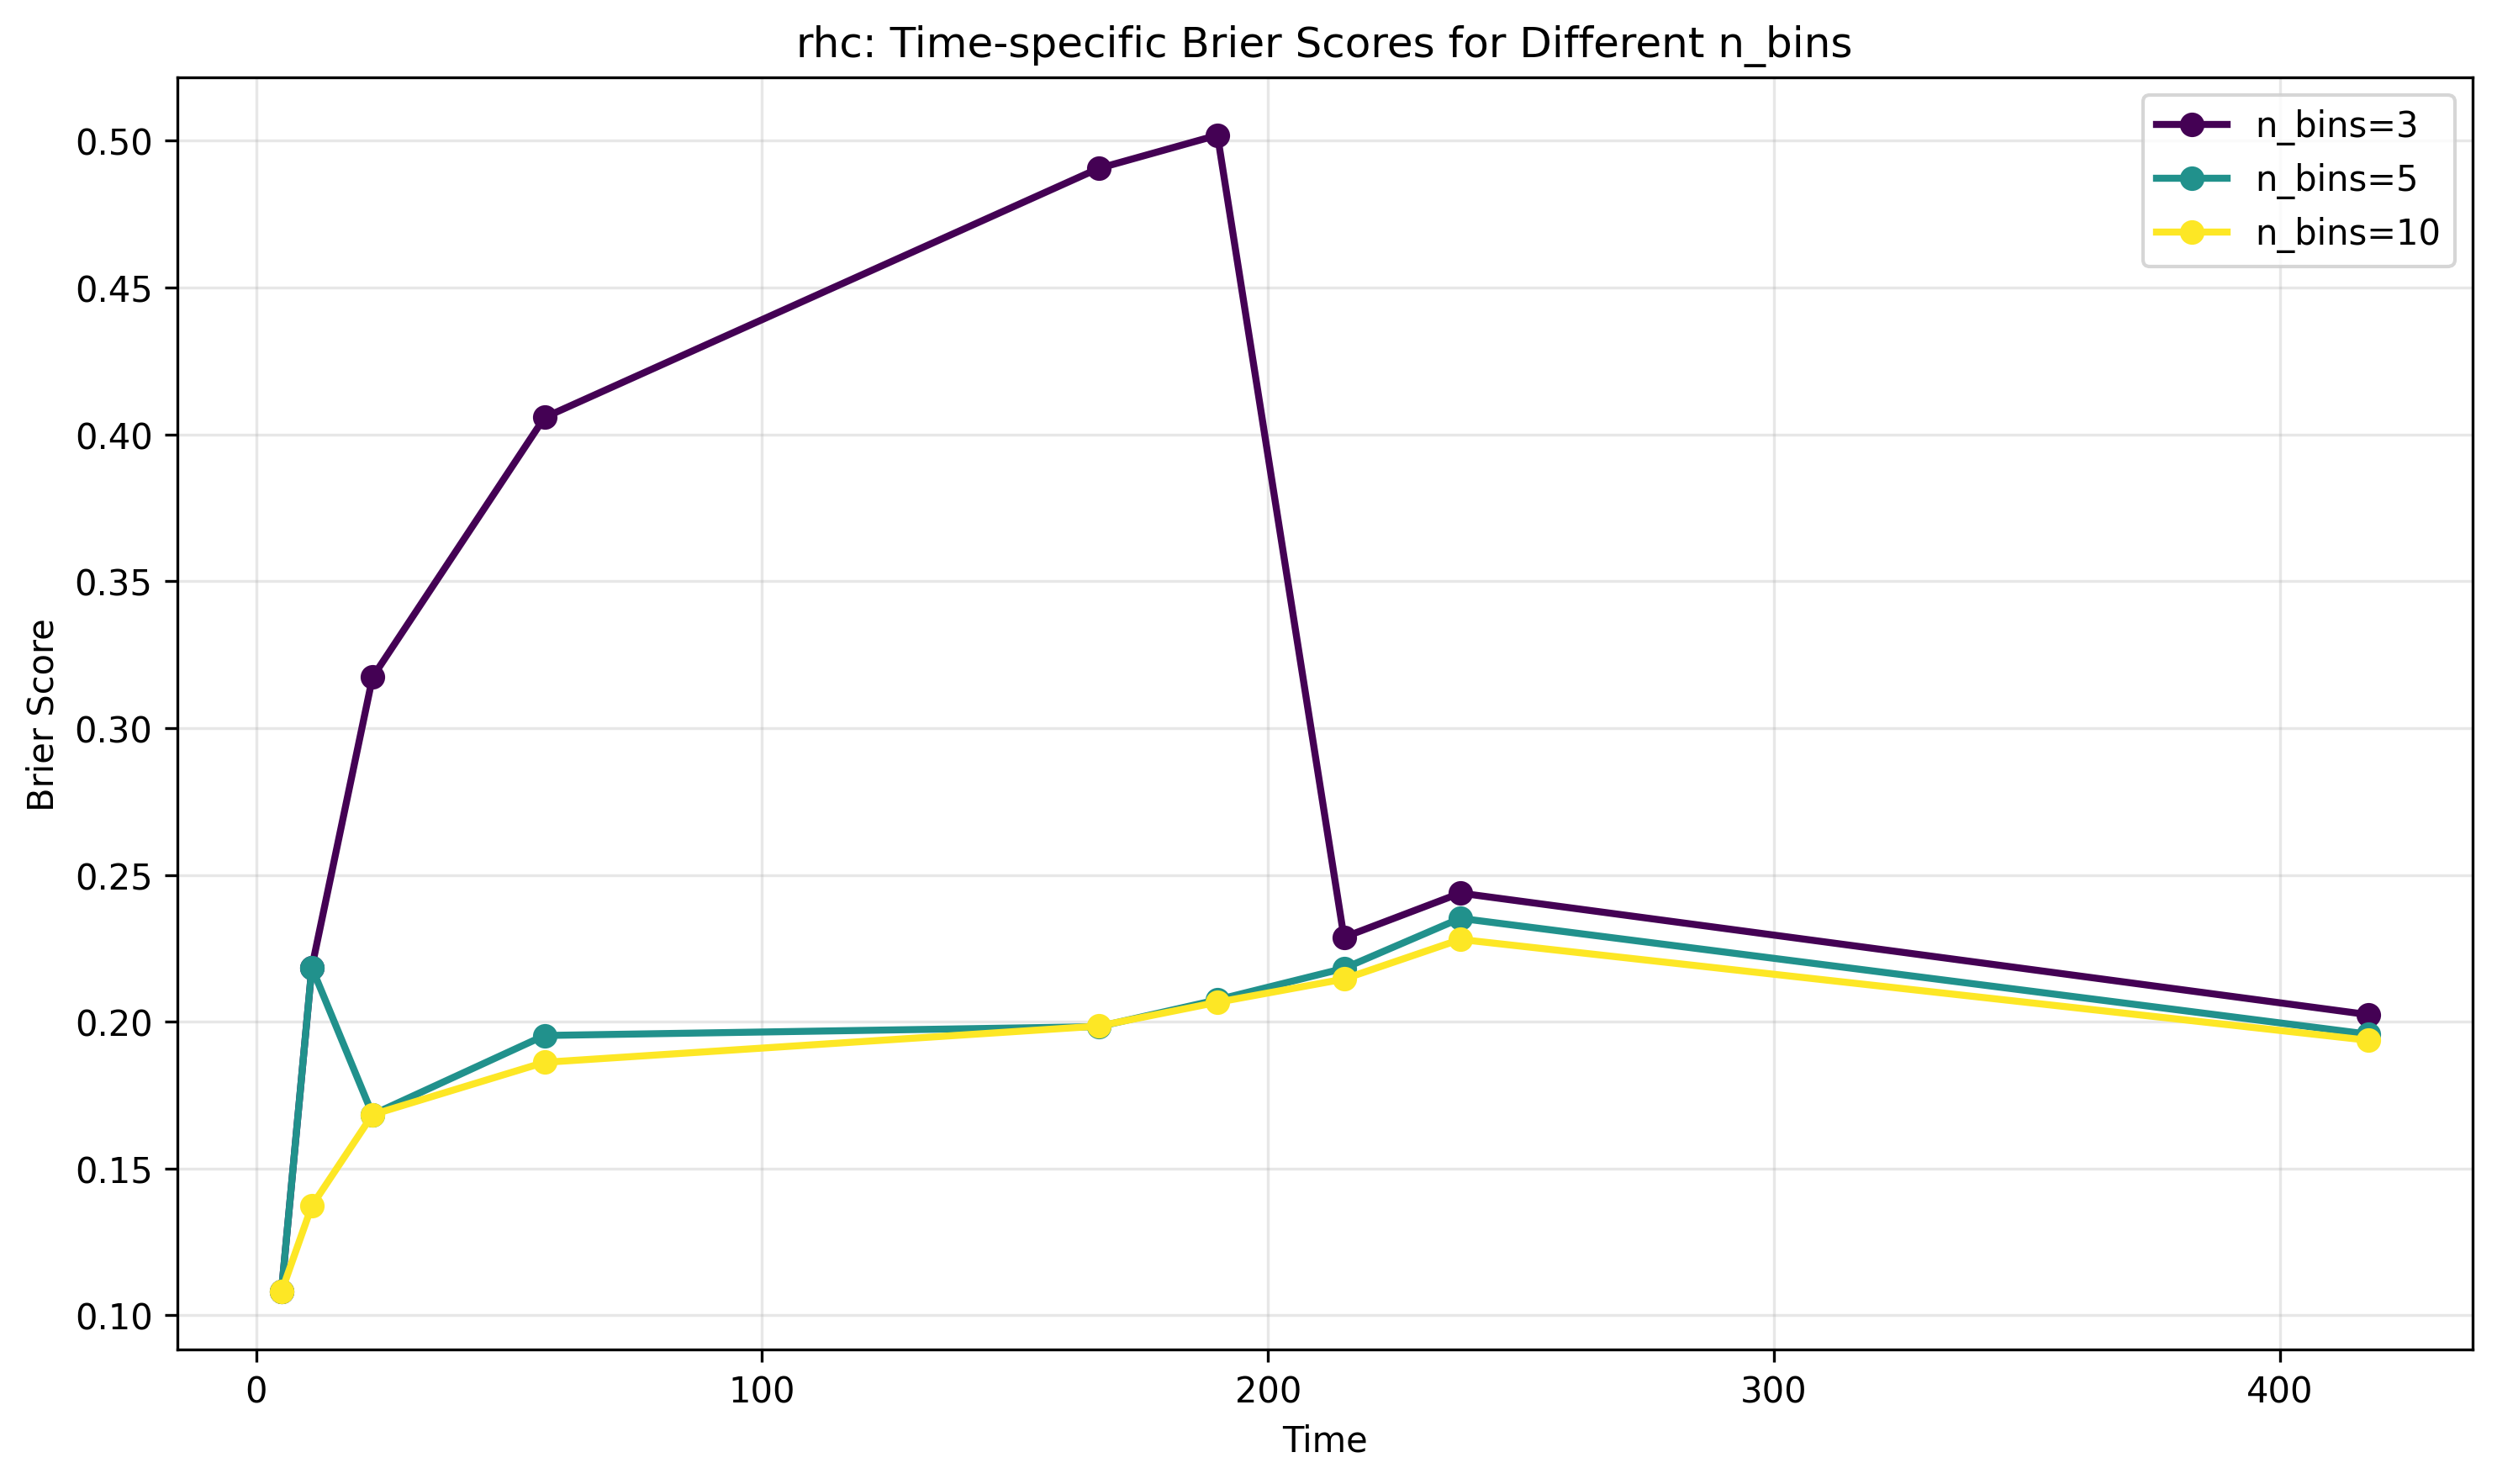 rhc: Time-specific Brier Scores for Different n_bins
n_bins=3
n_bins=5
n_bins=10
Brier Score
0.50
0.45
0.40
0.35
0.30
0.25
0.20
0.15
0.10
0 100 200 300 400
Time